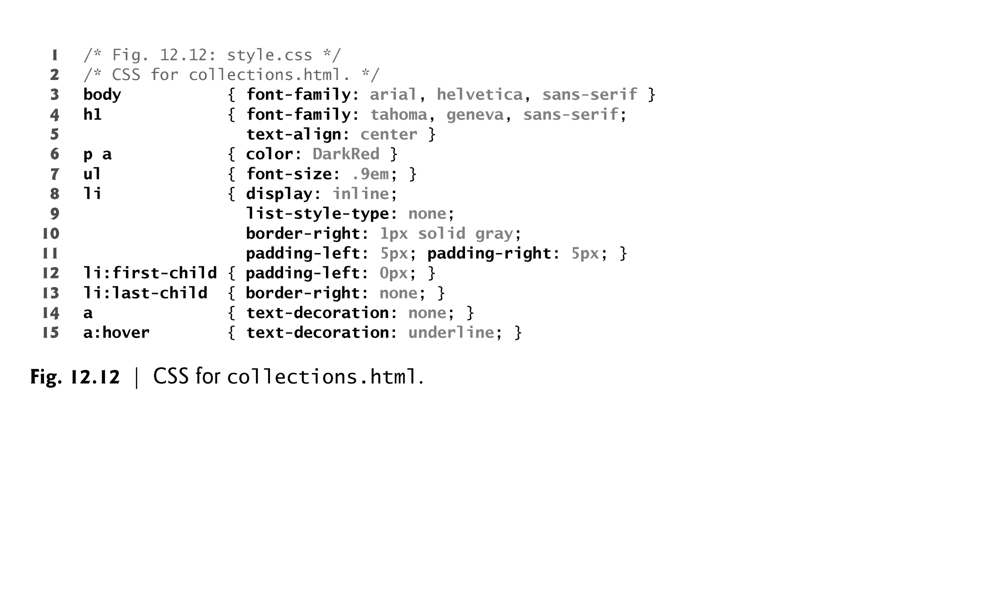 1 /* Fig. 12.12: style.css */
2 /* CSS for collections.html. */
3 body { font-family: arial, helvetica, sans-serif }
4 h1 { font-family: tahoma, geneva, sans-serif;
5 text-align: center }
6 p a { color: DarkRed }
7 ul { font-size: .9em; }
8 li { display: inline;
9 list-style-type: none;
10 border-right: 1px solid gray;
11 padding-left: 5px; padding-right: 5px; }
12 li:first-child { padding-left: 0px; }
13 li:last-child { border-right: none; }
14 a { text-decoration: none; }
15 a:hover { text-decoration: underline; }
Fig. 12.12 | CSS for collections.html.